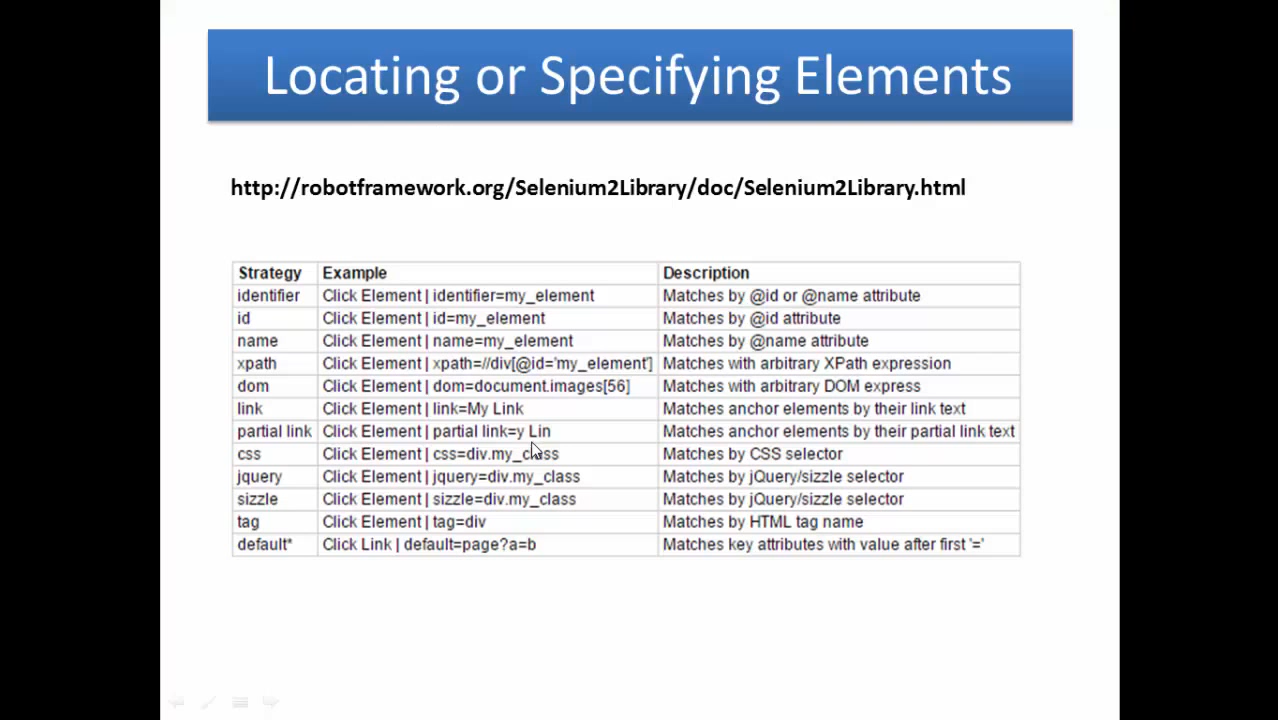 Locating or Specifying Elements
http://robotframework.org/Selenium2Library/doc/Selenium2Library.html
Strategy Example Description
identifier Click Element | identifier=my_element Matches by @id or @name attribute
id Click Element | id=my_element Matches by @id attribute
name Click Element | name=my_element Matches by @name attribute
xpath Click Element | xpath=//div[@id='my_element'] Matches with arbitrary XPath expression
dom Click Element | dom=document.images[56] Matches with arbitrary DOM express
link Click Element | link=My Link Matches anchor elements by their link text
partial link Click Element | partial link=y Lin Matches anchor elements by their partial link text
css Click Element | css=div.my_class Matches by CSS selector
jquery Click Element | jquery=div.my_class Matches by jQuery/sizzle selector
sizzle Click Element | sizzle=div.my_class Matches by jQuery/sizzle selector
tag Click Element | tag=div Matches by HTML tag name
default* Click Link | default=page?a=b Matches key attributes with value after first '='